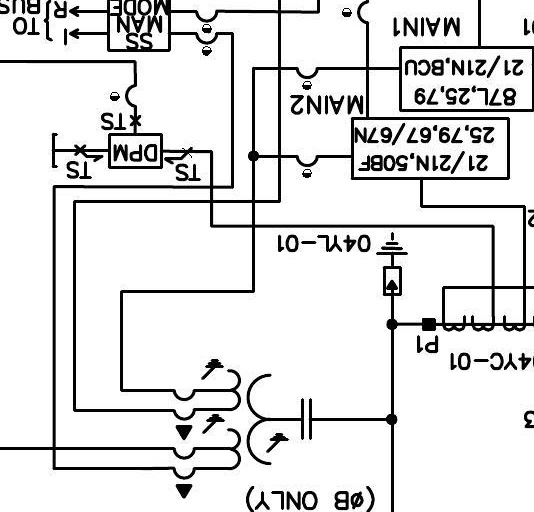 (ØB ONLY)
4YC-01
P1
04YL-01
21/21N,50BF
25,79,67/67N
MAIN2
87L,25,79
21/21N,BCU
MAIN1
TS
DPM
TS
TS
SS
MAN
MODE
I
R
TO
BUS